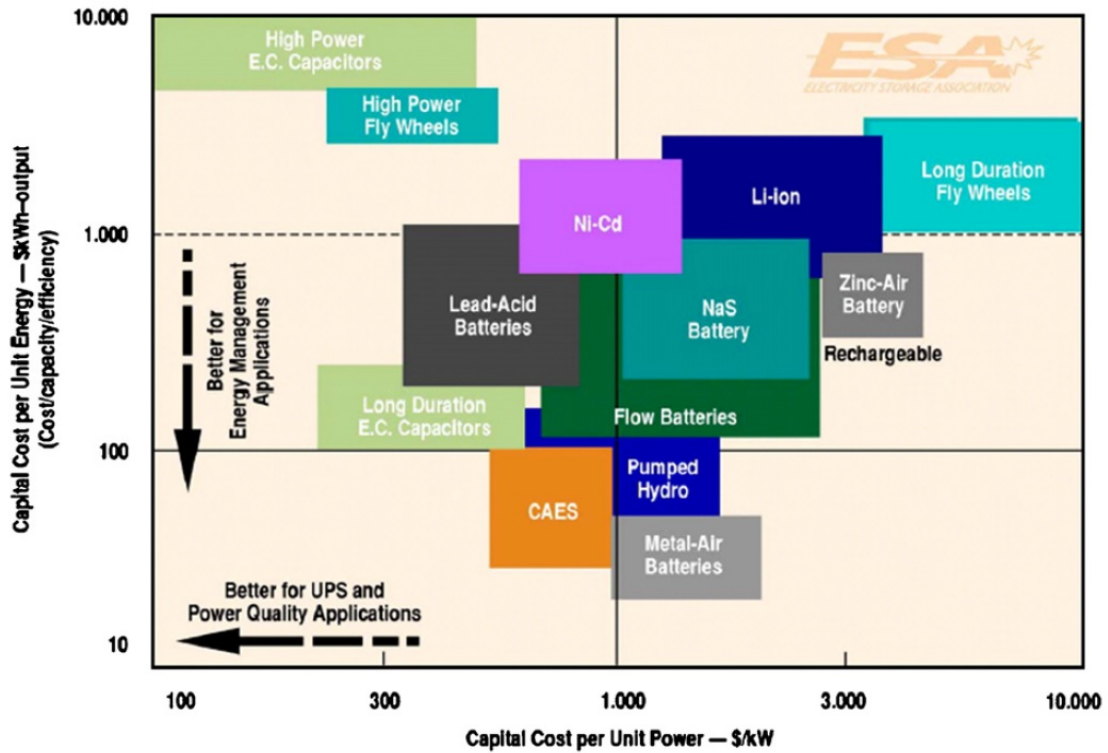 10.000
High Power
E.C. Capacitors
ESA
ELECTRICITY STORAGE ASSOCIATION
High Power
Fly Wheels
Long Duration
Fly Wheels
Li-ion
Ni-Cd
1.000
Zinc-Air
Battery
Lead-Acid
Batteries
NaS
Battery
Rechargeable
Better for
Energy Management
Applications
Long Duration
E.C. Capacitors
Flow Batteries
100
Pumped
Hydro
CAES
Metal-Air
Batteries
Better for UPS and
Power Quality Applications
10
100
300
1.000
3.000
10.000
Capital Cost per Unit Power — $/kW
Capital Cost per Unit Energy — $kWh–output
(Cost/capacity/efficiency)